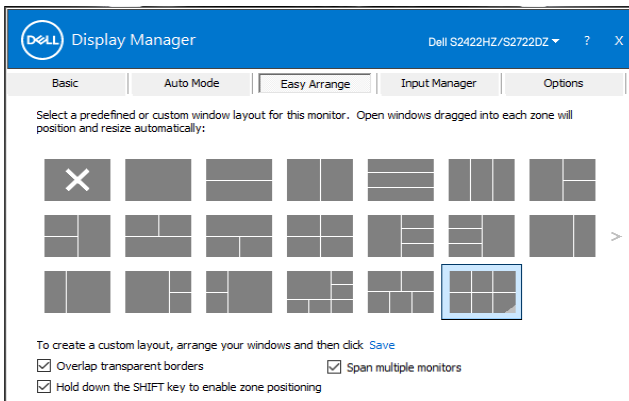 DELL Display Manager Dell S2422HZ/S2722DZ ? X
Basic Auto Mode Easy Arrange Input Manager Options
Select a predefined or custom window layout for this monitor. Open windows dragged into each zone will
position and resize automatically:
>
To create a custom layout, arrange your windows and then click Save
Overlap transparent borders Span multiple monitors
Hold down the SHIFT key to enable zone positioning